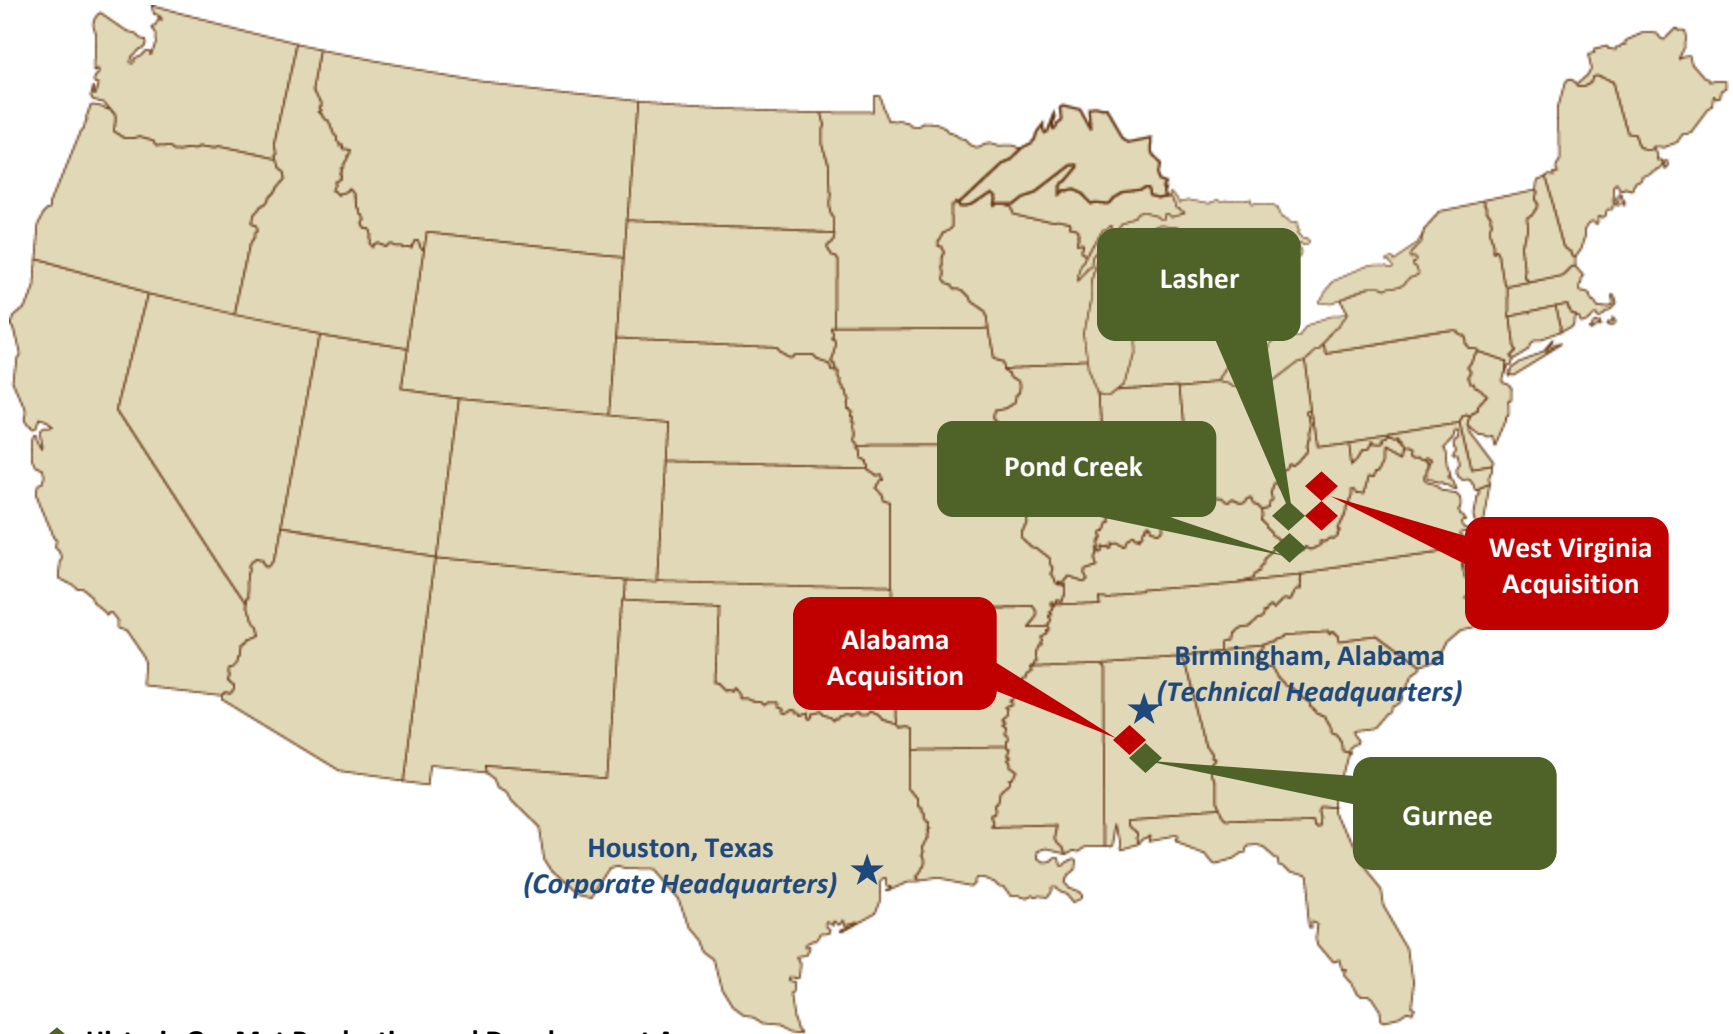 Lasher
Pond Creek
West Virginia
Acquisition
Alabama
Acquisition
Birmingham, Alabama
(Technical Headquarters)
Gurnee
Houston, Texas
(Corporate Headquarters)